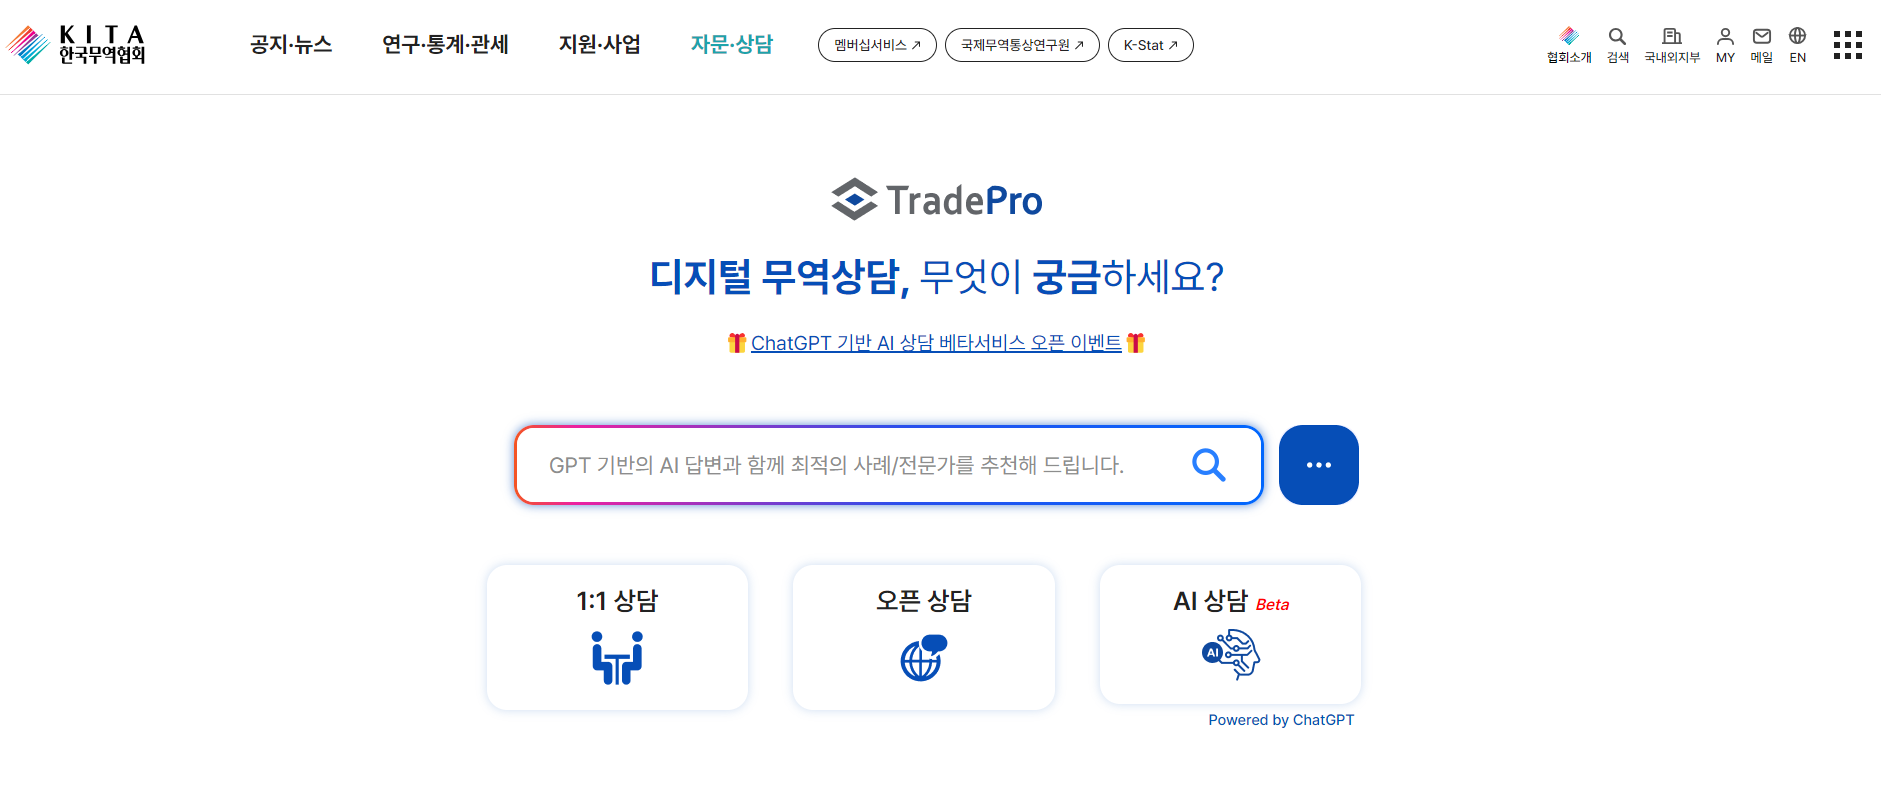 KITA
한국무역협회
공지·뉴스 연구·통계·관세 지원·사업 자문·상담 멤버십서비스 ↗ 국제무역통상연구원 ↗ K-Stat ↗
협회소개 검색 국내외지부 MY 메일 EN
TradePro
디지털 무역상담, 무엇이 궁금하세요?
ChatGPT 기반 AI 상담 베타서비스 오픈 이벤트
GPT 기반의 AI 답변과 함께 최적의 사례/전문가를 추천해 드립니다.
1:1 상담
오픈 상담
AI 상담 Beta
AI
Powered by ChatGPT